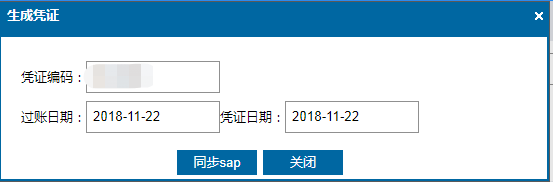 生成凭证 ×
凭证编码：
过账日期： 2018-11-22 凭证日期： 2018-11-22
同步sap 关闭